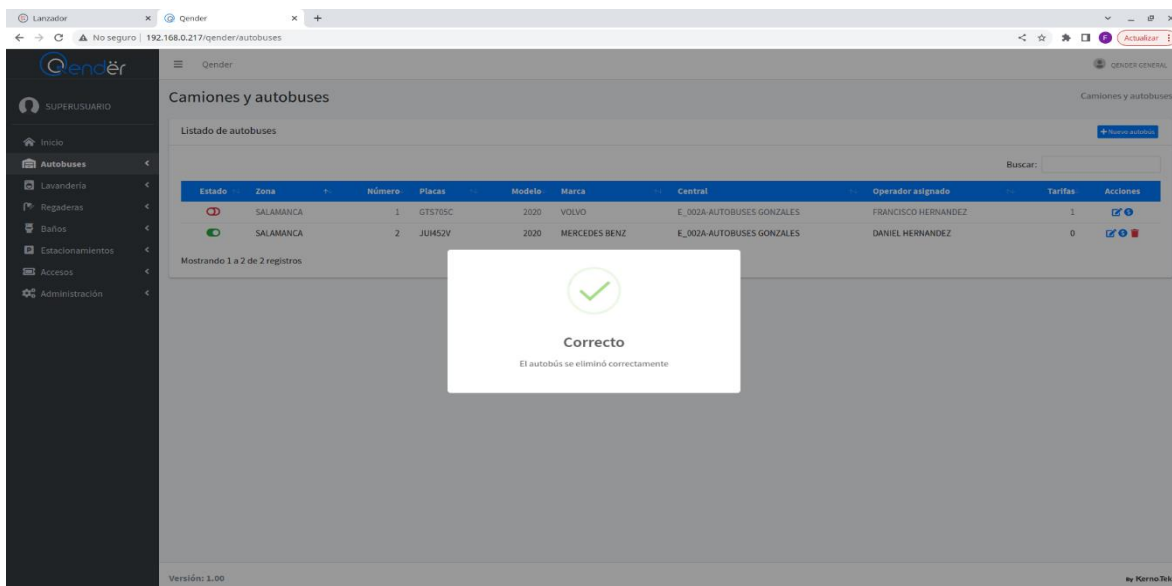 Lanzador
Qender
No seguro 192.168.0.217/qender/autobuses
Actualizar
Qendër
Qender
QENDER GENERAL
SUPERUSUARIO
Camiones y autobuses
Camiones y autobuses
Inicio
Autobuses
Lavandería
Regaderas
Baños
Estacionamientos
Accesos
Administración
Listado de autobuses
Nuevo autobús
Buscar:
Estado Zona Número Placas Modelo Marca Central Operador asignado Tarifas Acciones
SALAMANCA 1 GTS705C 2020 VOLVO E_002A-AUTOBUSES GONZALES FRANCISCO HERNANDEZ 1
SALAMANCA 2 JUI452V 2020 MERCEDES BENZ E_002A-AUTOBUSES GONZALES DANIEL HERNANDEZ 0
Mostrando 1 a 2 de 2 registros
Correcto
El autobús se eliminó correctamente
Versión: 1.00
By KernoTek